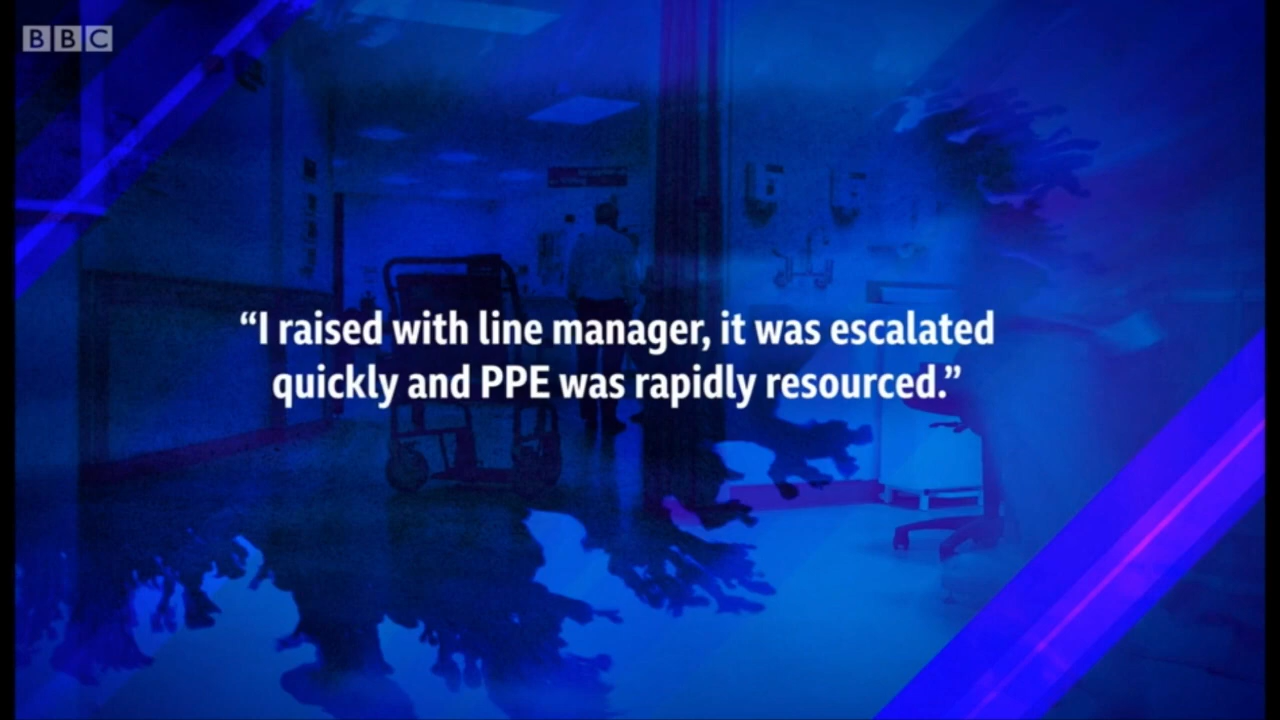 BBC
“I raised with line manager, it was escalated
quickly and PPE was rapidly resourced.”